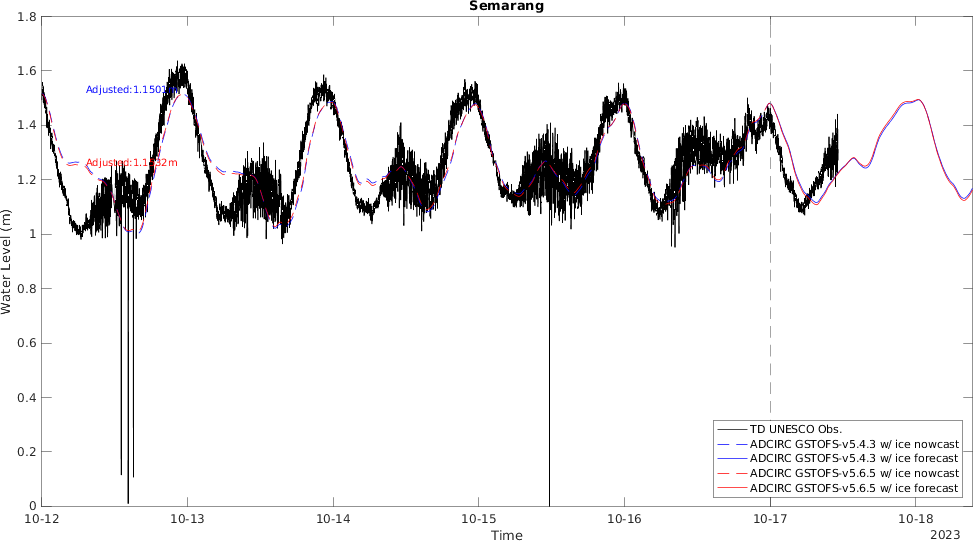 Semarang
1.8
1.6
1.4
1.2
1
0.8
0.6
0.4
0.2
0
Water Level (m)
Adjusted:1.1501m
Adjusted:1.1432m
TD UNESCO Obs.
ADCIRC GSTOFS-v5.4.3 w/ ice nowcast
ADCIRC GSTOFS-v5.4.3 w/ ice forecast
ADCIRC GSTOFS-v5.6.5 w/ ice nowcast
ADCIRC GSTOFS-v5.6.5 w/ ice forecast
10-12
10-13
10-14
10-15
10-16
10-17
10-18
Time
2023